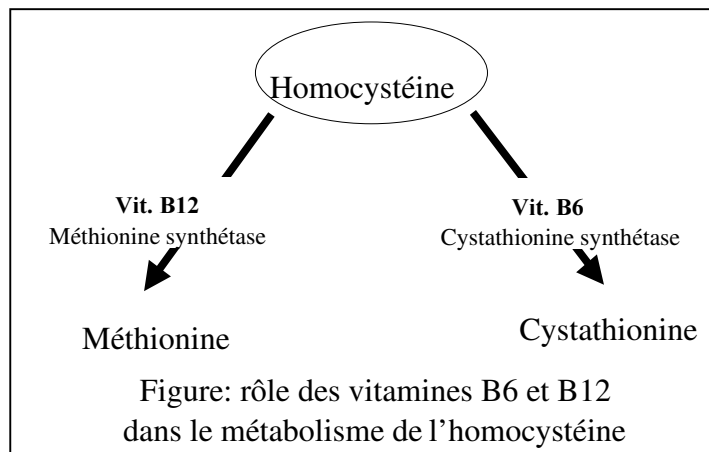 Homocystéine
Vit. B12
Méthionine synthétase
Vit. B6
Cystathionine synthétase
Méthionine
Cystathionine
Figure: rôle des vitamines B6 et B12
dans le métabolisme de l'homocystéine